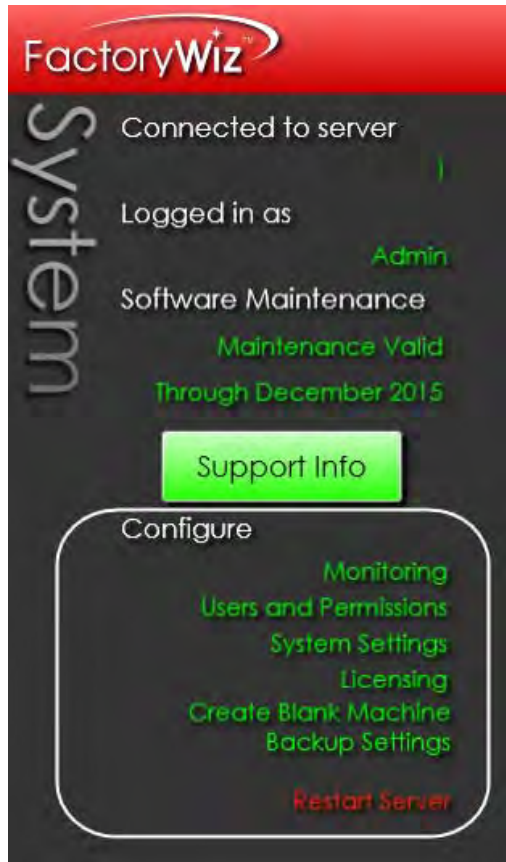 FactoryWiz™
System
Connected to server
Logged in as
Admin
Software Maintenance
Maintenance Valid
Through December 2015
Support Info
Configure
Monitoring
Users and Permissions
System Settings
Licensing
Create Blank Machine
Backup Settings
Restart Server